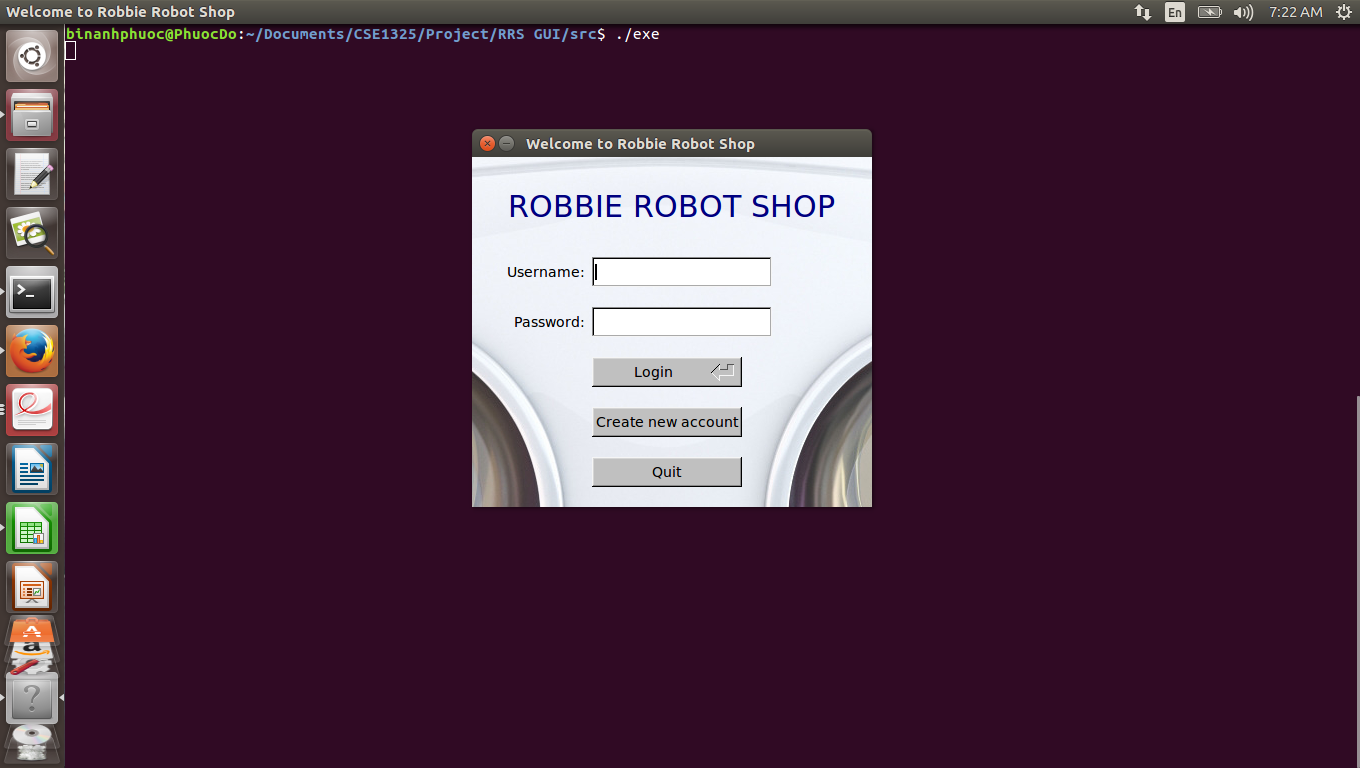 Welcome to Robbie Robot Shop
En
7:22 AM
binanhphuoc@PhuocDo:~/Documents/CSE1325/Project/RRS GUI/src$ ./exe
Welcome to Robbie Robot Shop
ROBBIE ROBOT SHOP
Username:
Password:
Login
Create new account
Quit